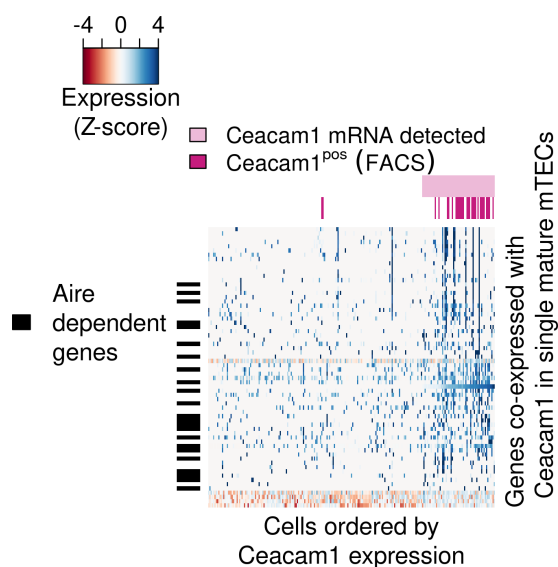 -4 0 4
Expression
(Z-score)
Ceacam1 mRNA detected
Ceacam1pos (FACS)
Aire
dependent
genes
Genes co-expressed with
Ceacam1 in single mature mTECs
Cells ordered by
Ceacam1 expression